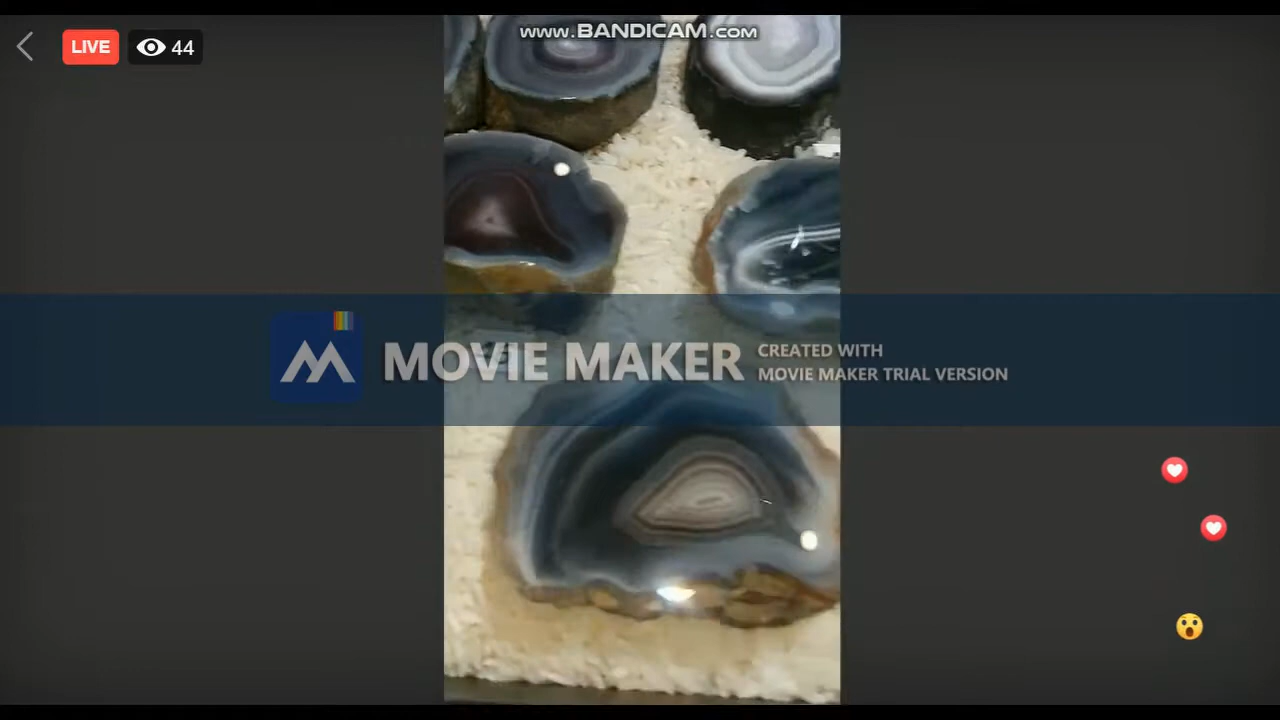 www.BANDICAM.com
LIVE
44
MOVIE MAKER
CREATED WITH
MOVIE MAKER TRIAL VERSION